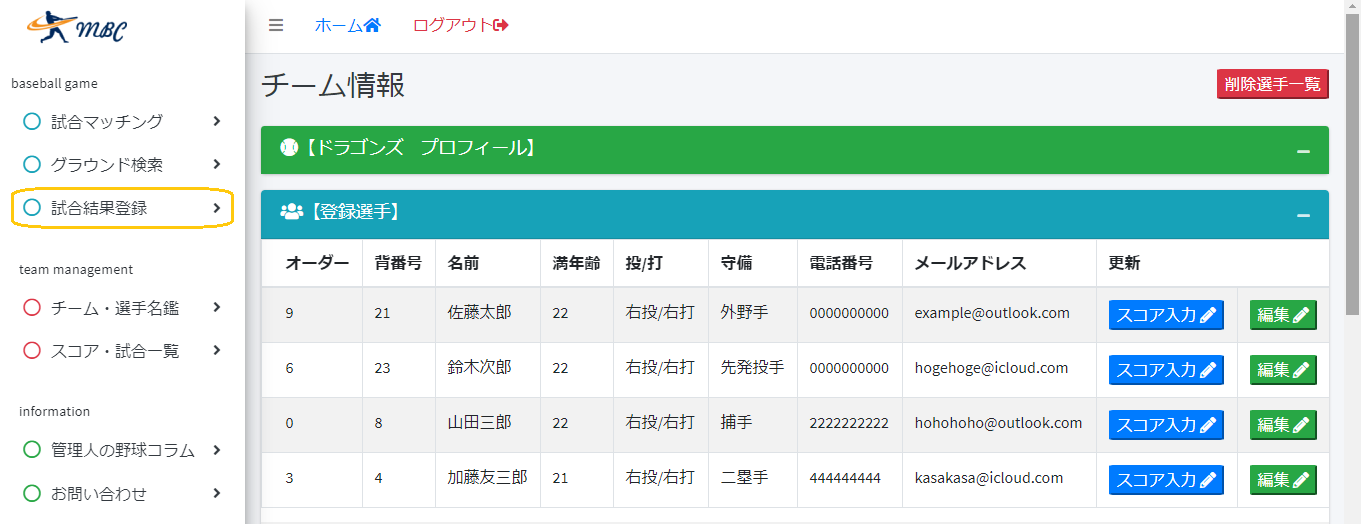 MBC
ホーム
ログアウト
baseball game
試合マッチング
グラウンド検索
試合結果登録
team management
チーム・選手名鑑
スコア・試合一覧
information
管理人の野球コラム
お問い合わせ
チーム情報
削除選手一覧
【ドラゴンズ　プロフィール】
【登録選手】
オーダー 背番号 名前 満年齢 投/打 守備 電話番号 メールアドレス 更新
9 21 佐藤太郎 22 右投/右打 外野手 0000000000 example@outlook.com スコア入力 編集
6 23 鈴木次郎 22 右投/右打 先発投手 0000000000 hogehoge@icloud.com スコア入力 編集
0 8 山田三郎 22 右投/右打 捕手 2222222222 hohohoho@outlook.com スコア入力 編集
3 4 加藤友三郎 21 右投/右打 二塁手 444444444 kasakasa@icloud.com スコア入力 編集